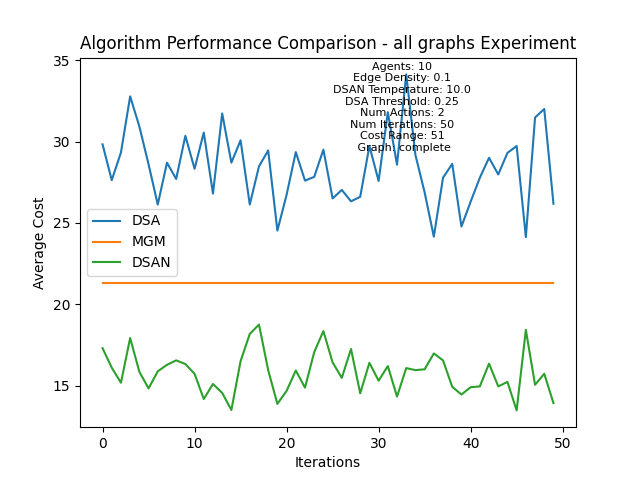 Algorithm Performance Comparison - all graphs Experiment
Agents: 10
Edge Density: 0.1
DSAN Temperature: 10.0
DSA Threshold: 0.25
Num Actions: 2
Num Iterations: 50
Cost Range: 51
Graph: complete
35
30
25
20
15
Average Cost
DSA
MGM
DSAN
0
10
20
30
40
50
Iterations